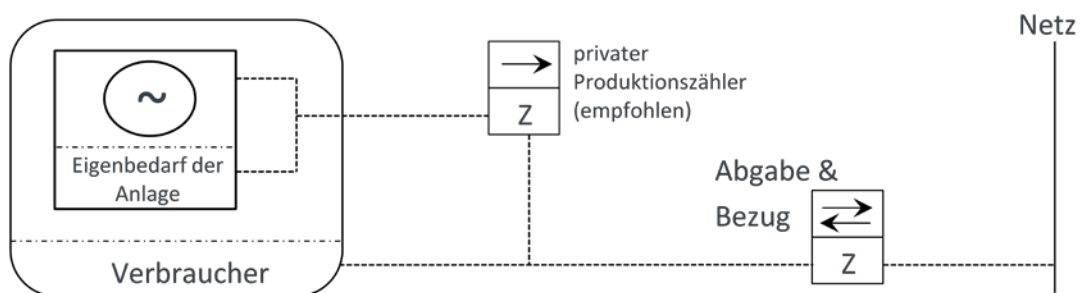 Netz
privater
Produktionszähler
(empfohlen)
Z
~
Eigenbedarf der
Anlage
Abgabe &
Bezug
Z
Verbraucher